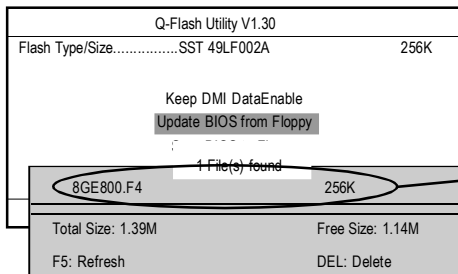 Q-Flash Utility V1.30
Flash Type/Size.................SST 49LF002A 256K
Keep DMI DataEnable
Update BIOS from Floppy
1 File(s) found
8GE800.F4 256K
Total Size: 1.39M Free Size: 1.14M
F5: Refresh DEL: Delete